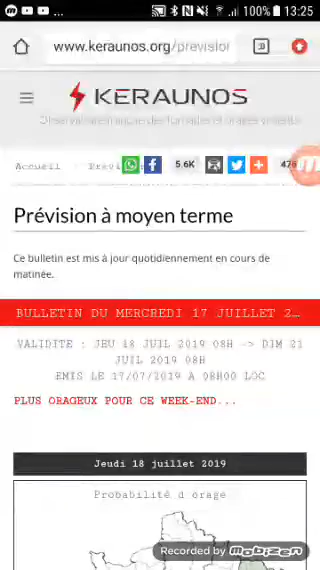 100% 13:25
www.keraunos.org/prevision
KERAUNOS
Observatoire français des tornades et orages violents
Accueil Prévi
5.6K
476
Prévision à moyen terme
Ce bulletin est mis à jour quotidiennement en cours de
matinée.
BULLETIN DU MERCREDI 17 JUILLET 2...
VALIDITE : JEU 18 JUIL 2019 08H -> DIM 21
JUIL 2019 08H
EMIS LE 17/07/2019 A 08H00 LOC
PLUS ORAGEUX POUR CE WEEK-END...
Jeudi 18 juillet 2019
Probabilité d orage
Recorded by Mobizen